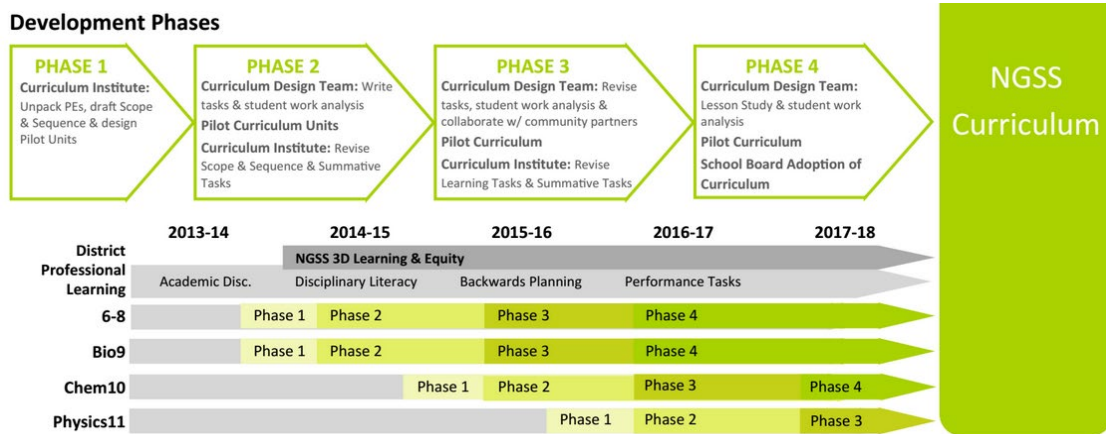 Development Phases
PHASE 1
Curriculum Institute:
Unpack PEs, draft Scope
& Sequence & design
Pilot Units
PHASE 2
Curriculum Design Team: Write
tasks & student work analysis
Pilot Curriculum Units
Curriculum Institute: Revise
Scope & Sequence & Summative
Tasks
PHASE 3
Curriculum Design Team: Revise
tasks, student work analysis &
collaborate w/ community partners
Pilot Curriculum
Curriculum Institute: Revise
Learning Tasks & Summative Tasks
PHASE 4
Curriculum Design Team:
Lesson Study & student work
analysis
Pilot Curriculum
School Board Adoption of
Curriculum
NGSS
Curriculum
2013-14 2014-15 2015-16 2016-17 2017-18
District
Professional
Learning
NGSS 3D Learning & Equity
Academic Disc. Disciplinary Literacy Backwards Planning Performance Tasks
6-8 Phase 1 Phase 2 Phase 3 Phase 4
Bio9 Phase 1 Phase 2 Phase 3 Phase 4
Chem10 Phase 1 Phase 2 Phase 3 Phase 4
Physics11 Phase 1 Phase 2 Phase 3